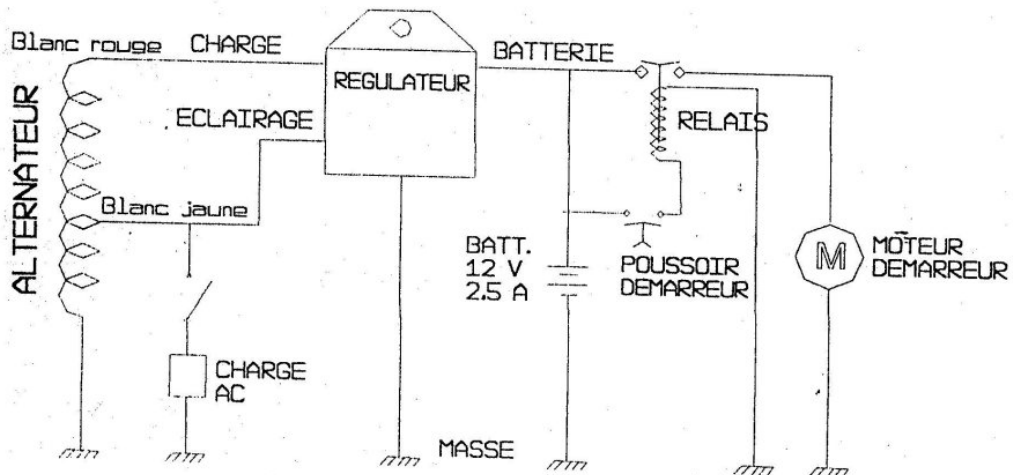 Blanc rouge
CHARGE
BATTERIE
REGULATEUR
ALTERNATEUR
ECLAIRAGE
RELAIS
Blanc jaune
BATT.
12 V
2.5 A
POUSSOIR
DEMARREUR
M
MOTEUR
DEMARREUR
CHARGE
AC
MASSE